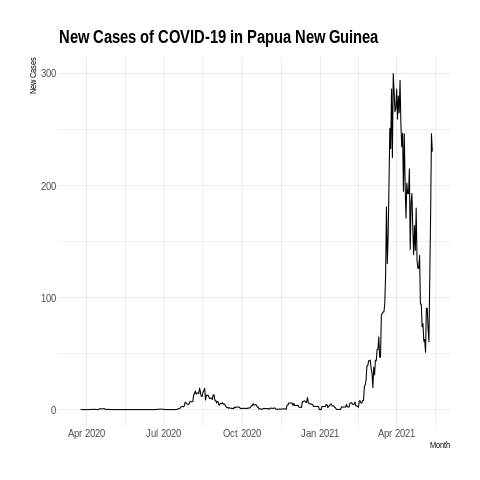 New Cases of COVID-19 in Papua New Guinea
New Cases
300
200
100
0
Apr 2020
Jul 2020
Oct 2020
Jan 2021
Apr 2021
Month